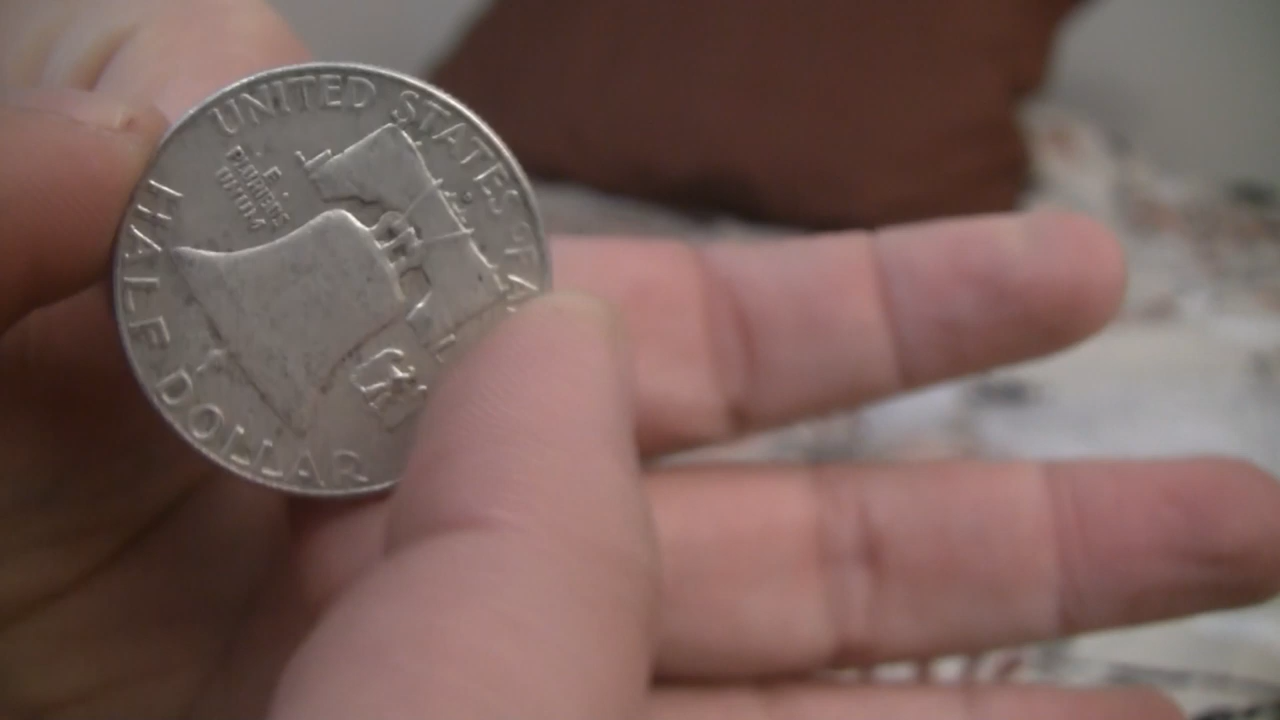 UNITED STATES OF A
E
PLURIBUS
UNUM
HALF DOLLAR